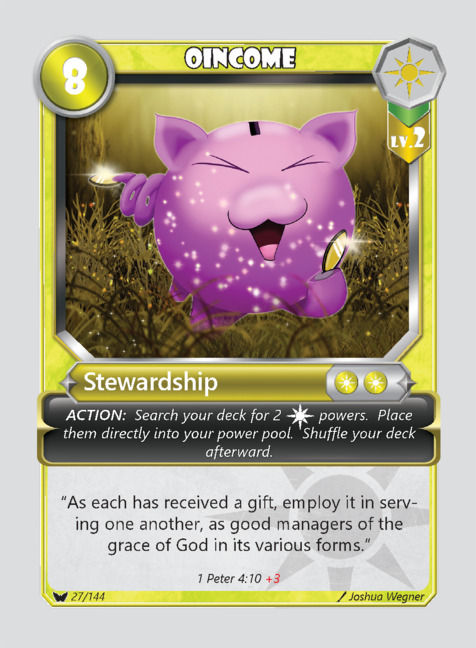 OINCOME
8
LV.2
Stewardship
ACTION: Search your deck for 2 powers. Place
them directly into your power pool. Shuffle your deck
afterward.
“As each has received a gift, employ it in serv-
ing one another, as good managers of the
grace of God in its various forms.”
1 Peter 4:10 +3
27/144
Joshua Wegner